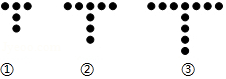 ① ② ③